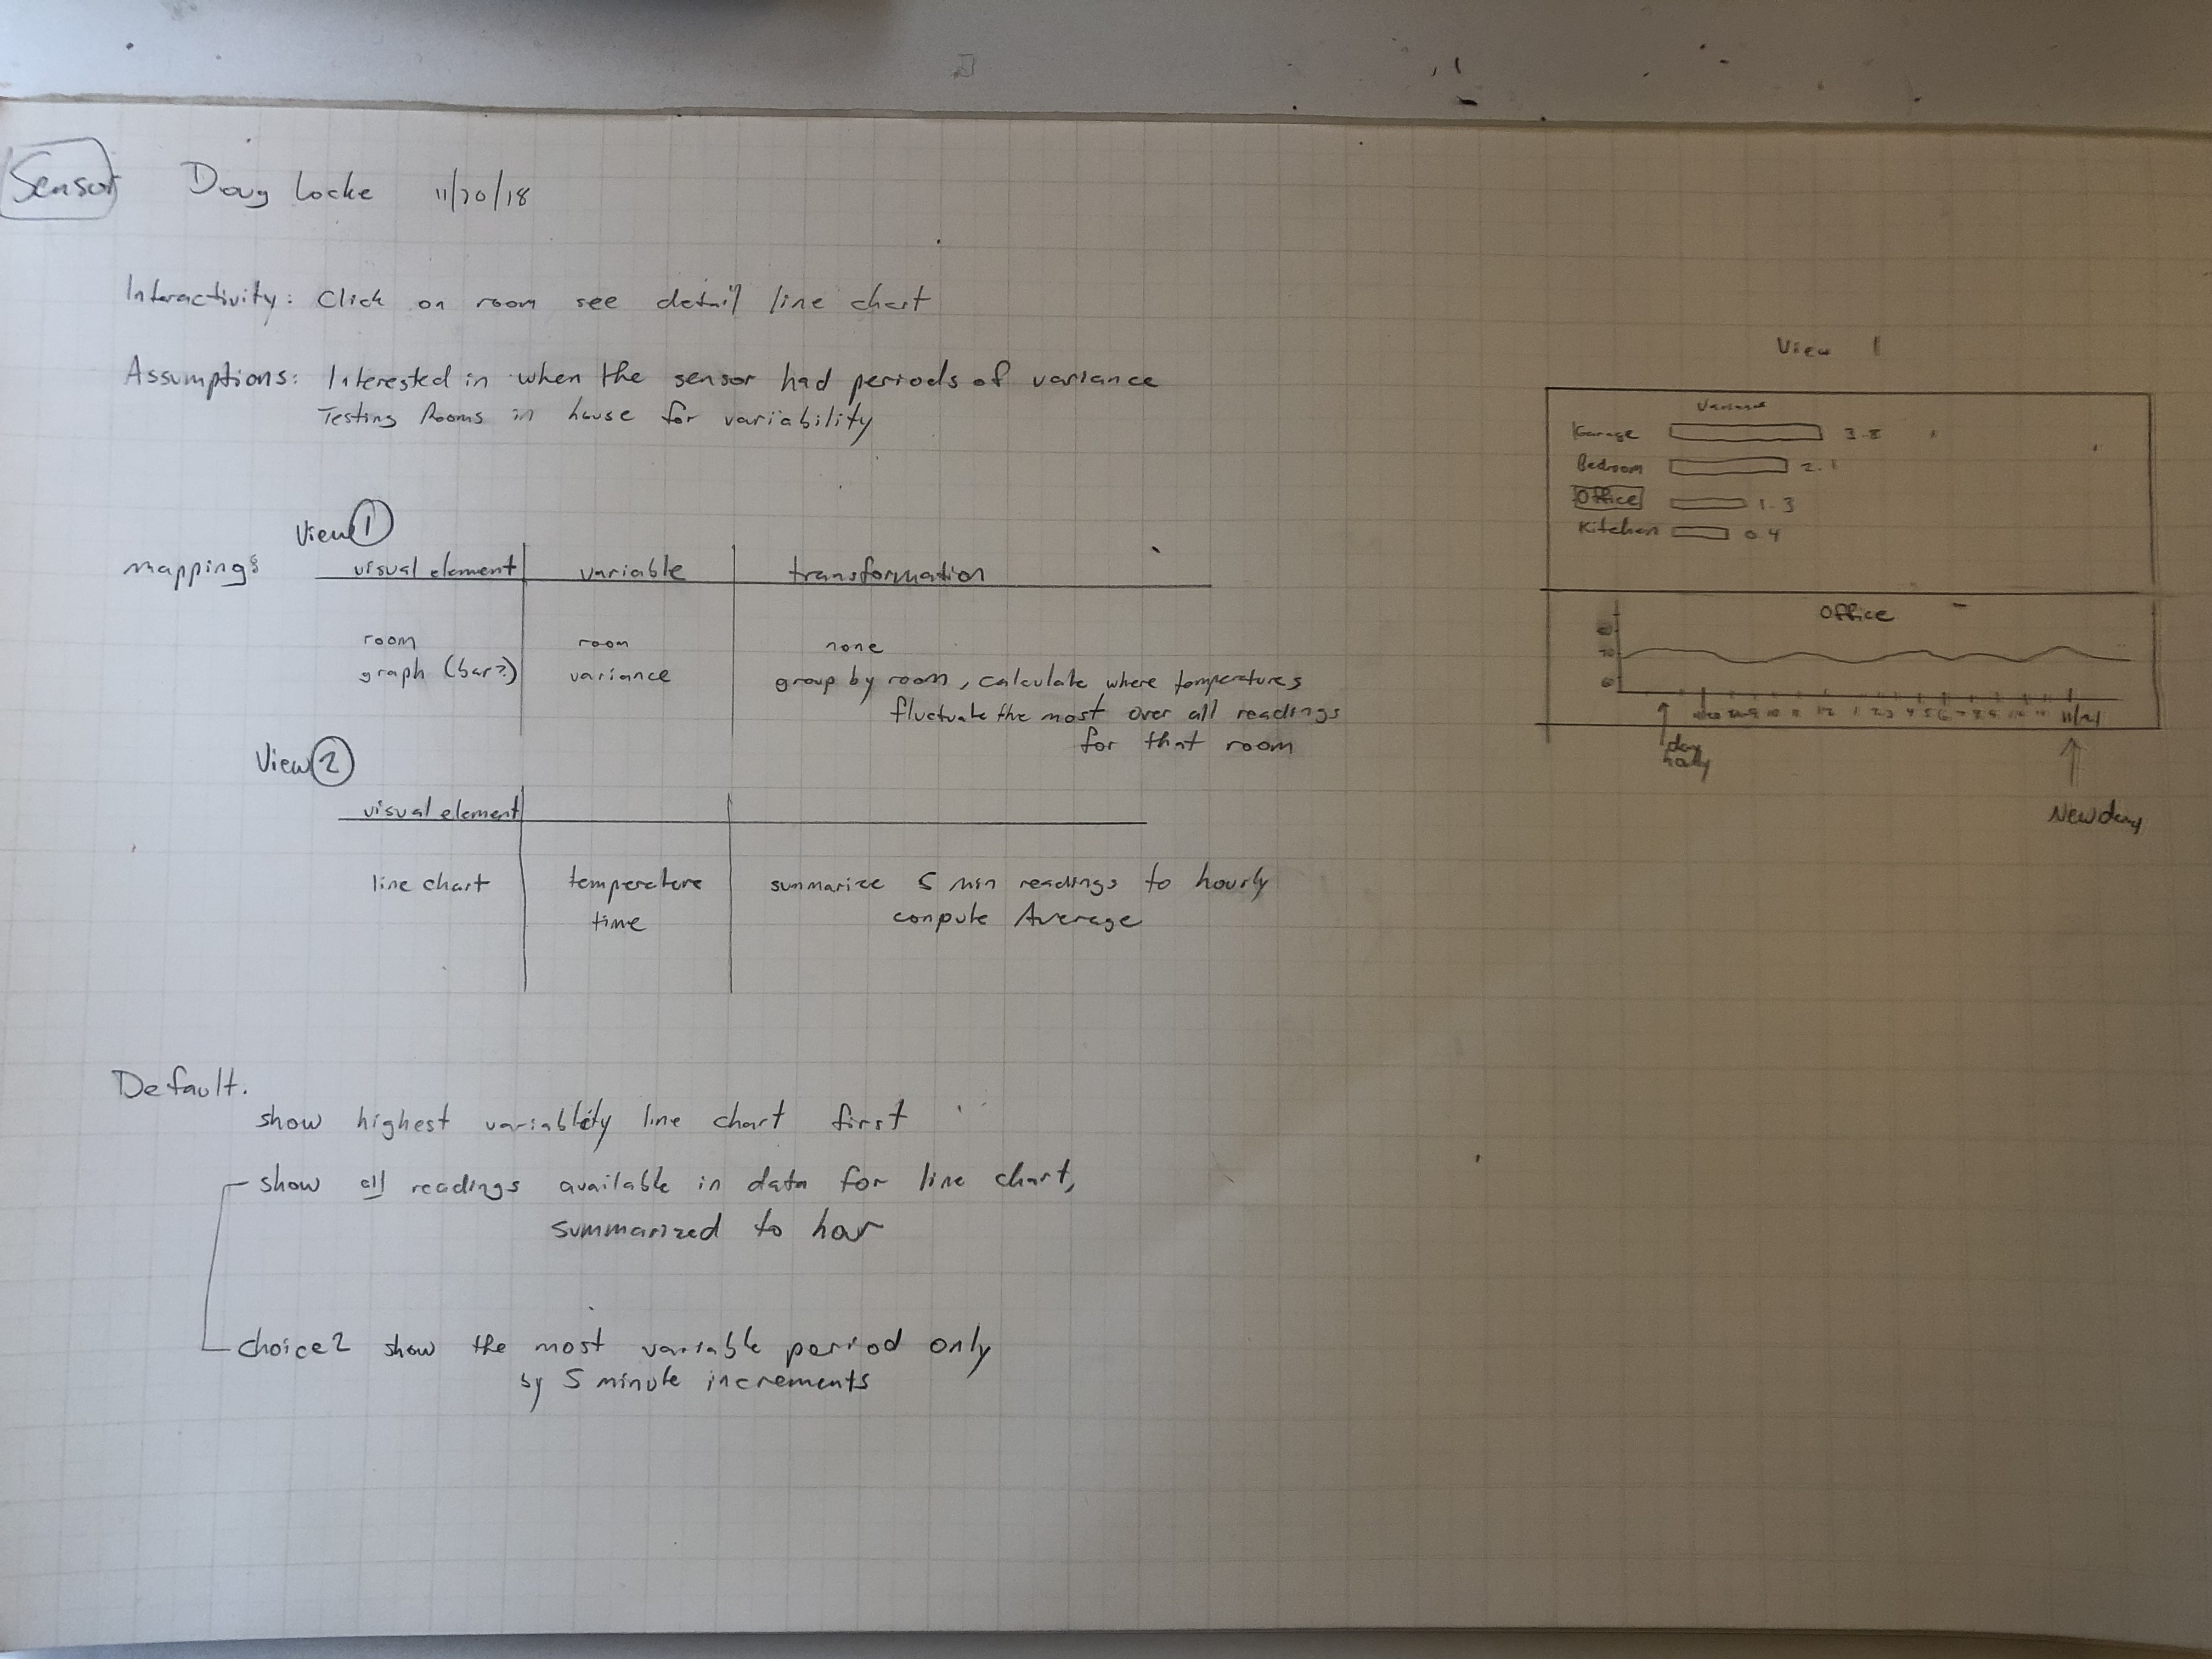 Sensor Doug Locke 11/20/18
Interactivity: Click on room see detail line chart
Assumptions: Interested in when the sensor had periods of variance
Testing Rooms in house for variability
View 1
mappings visual element variable transformation
room room none
graph (bar?) variance group by room, calculate where temperatures
fluctuate the most over all readings
for that room
View 2
visual element
line chart temperature summarize 5 min readings to hourly
time compute Average
Default.
show highest variablity line chart first
show all readings available in data for line chart,
summarized to hour
choice 2 show the most variable period only
by 5 minute increments
View 1
Variance
Garage 3.8
Bedroom 2.1
Office 1.3
Kitchen 0.4
Office
80
70
60
11/21
day
New day